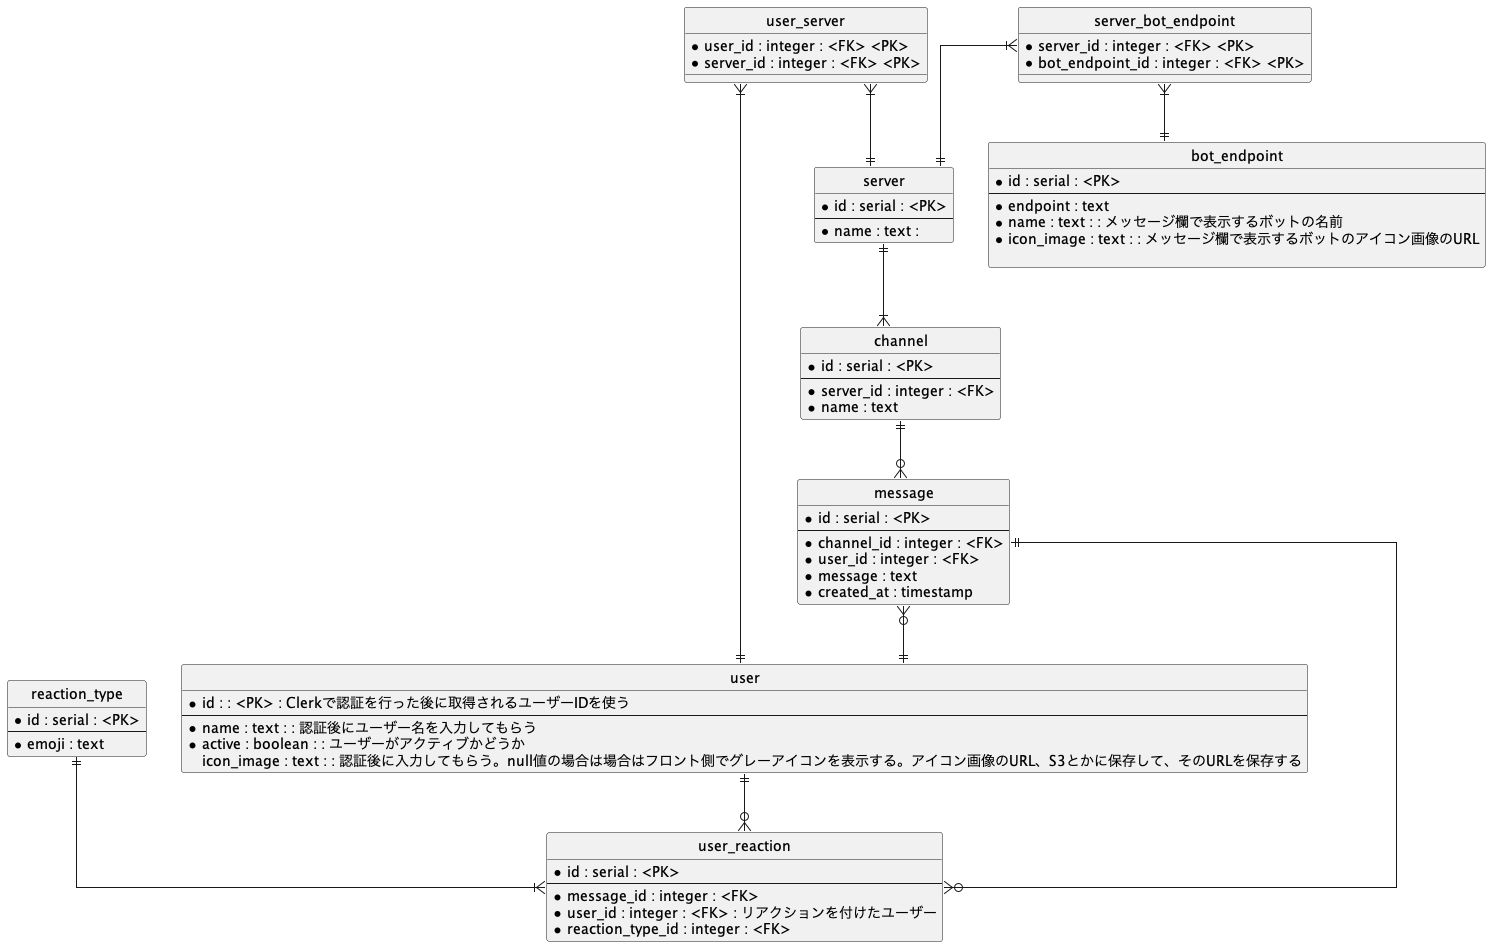 user_server
user_id : integer : <FK> <PK>
server_id : integer : <FK> <PK>
server_bot_endpoint
server_id : integer : <FK> <PK>
bot_endpoint_id : integer : <FK> <PK>
server
id : serial : <PK>
name : text :
bot_endpoint
id : serial : <PK>
endpoint : text
name : text : : メッセージ欄で表示するボットの名前
icon_image : text : : メッセージ欄で表示するボットのアイコン画像のURL
channel
id : serial : <PK>
server_id : integer : <FK>
name : text
message
id : serial : <PK>
channel_id : integer : <FK>
user_id : integer : <FK>
message : text
created_at : timestamp
reaction_type
id : serial : <PK>
emoji : text
user
id : : <PK> : Clerkで認証を行った後に取得されるユーザーIDを使う
name : text : : 認証後にユーザー名を入力してもらう
active : boolean : : ユーザーがアクティブかどうか
icon_image : text : : 認証後に入力してもらう。null値の場合は場合はフロント側でグレーアイコンを表示する。アイコン画像のURL、S3とかに保存して、そのURLを保存する
user_reaction
id : serial : <PK>
message_id : integer : <FK>
user_id : integer : <FK> : リアクションを付けたユーザー
reaction_type_id : integer : <FK>